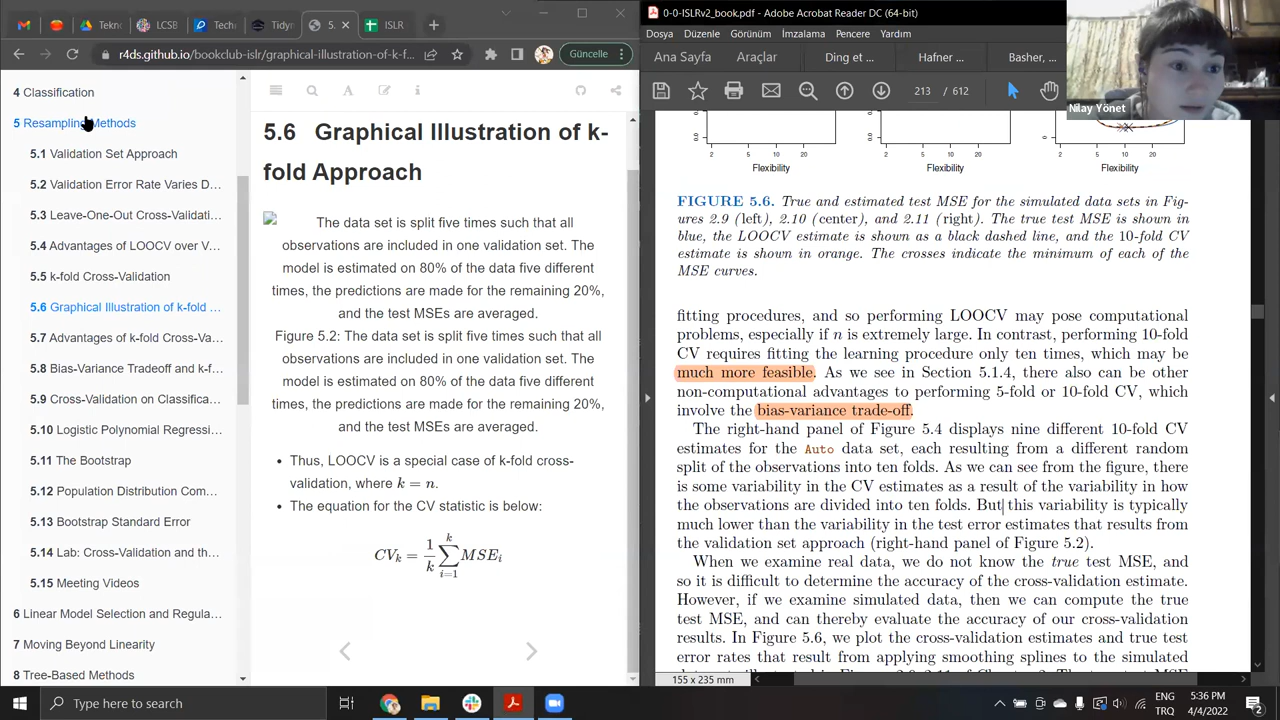 Tekno
LCSB
Gettin
Tidy
5.
ISLR
r4ds.github.io/bookclub-islr/graphical-illustration-of-k-f...
Güncelle
4 Classification
5 Resampling Methods
5.1 Validation Set Approach
5.2 Validation Error Rate Varies D...
5.3 Leave-One-Out Cross-Validati...
5.4 Advantages of LOOCV over V...
5.5 k-fold Cross-Validation
5.6 Graphical Illustration of k-fold ...
5.7 Advantages of k-fold Cross-Va...
5.8 Bias-Variance Tradeoff and k-f...
5.9 Cross-Validation on Classifica...
5.10 Logistic Polynomial Regressi...
5.11 The Bootstrap
5.12 Population Distribution Com...
5.13 Bootstrap Standard Error
5.14 Lab: Cross-Validation and th...
5.15 Meeting Videos
6 Linear Model Selection and Regula...
7 Moving Beyond Linearity
8 Tree-Based Methods
5.6 Graphical Illustration of k-
fold Approach
The data set is split five times such that all
observations are included in one validation set. The
model is estimated on 80% of the data five different
times, the predictions are made for the remaining 20%,
and the test MSEs are averaged.
Figure 5.2: The data set is split five times such that all
observations are included in one validation set. The
model is estimated on 80% of the data five different
times, the predictions are made for the remaining 20%,
and the test MSEs are averaged.
• Thus, LOOCV is a special case of k-fold cross-
validation, where k = n.
• The equation for the CV statistic is below:
CVₖ = 1/k ∑ᵢ₌₁ᵏ MSEᵢ
0-0-ISLRv2_book.pdf - Adobe Acrobat Reader DC (64-bit)
Dosya Düzenle Görünüm İmzalama Pencere Yardım
Ana Sayfa Araçlar Ding et ... Hafner ... Basher, ...
213 / 612
Nilay Yönet
2 5 10 20 2 5 10 20 2 5 10 20
Flexibility Flexibility Flexibility
FIGURE 5.6. True and estimated test MSE for the simulated data sets in Fig-
ures 2.9 (left), 2.10 (center), and 2.11 (right). The true test MSE is shown in
blue, the LOOCV estimate is shown as a black dashed line, and the 10-fold CV
estimate is shown in orange. The crosses indicate the minimum of each of the
MSE curves.
fitting procedures, and so performing LOOCV may pose computational
problems, especially if n is extremely large. In contrast, performing 10-fold
CV requires fitting the learning procedure only ten times, which may be
much more feasible. As we see in Section 5.1.4, there also can be other
non-computational advantages to performing 5-fold or 10-fold CV, which
involve the bias-variance trade-off.
The right-hand panel of Figure 5.4 displays nine different 10-fold CV
estimates for the Auto data set, each resulting from a different random
split of the observations into ten folds. As we can see from the figure, there
is some variability in the CV estimates as a result of the variability in how
the observations are divided into ten folds. But this variability is typically
much lower than the variability in the test error estimates that results from
the validation set approach (right-hand panel of Figure 5.2).
When we examine real data, we do not know the true test MSE, and
so it is difficult to determine the accuracy of the cross-validation estimate.
However, if we examine simulated data, then we can compute the true
test MSE, and can thereby evaluate the accuracy of our cross-validation
results. In Figure 5.6, we plot the cross-validation estimates and true test
error rates that result from applying smoothing splines to the simulated
155 x 235 mm
Type here to search
ENG
TRQ
5:36 PM
4/4/2022
2